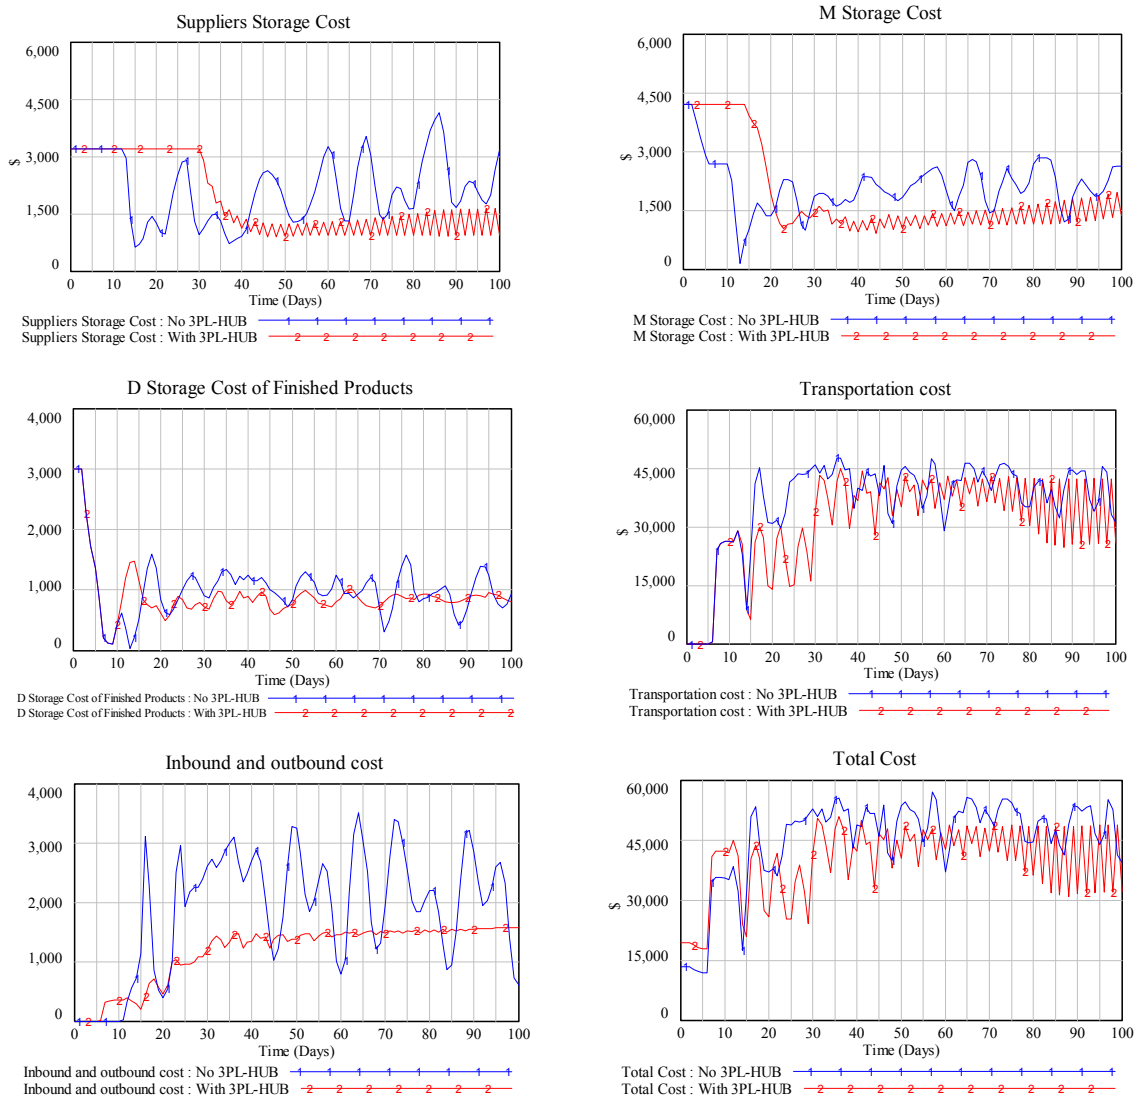 Suppliers Storage Cost
6,000
4,500
3,000
1,500
0
$
0 10 20 30 40 50 60 70 80 90 100
Time (Days)
Suppliers Storage Cost : No 3PL-HUB
Suppliers Storage Cost : With 3PL-HUB
M Storage Cost
6,000
4,500
3,000
1,500
0
$
0 10 20 30 40 50 60 70 80 90 100
Time (Days)
M Storage Cost : No 3PL-HUB
M Storage Cost : With 3PL-HUB
D Storage Cost of Finished Products
4,000
3,000
2,000
1,000
0
0 10 20 30 40 50 60 70 80 90 100
Time (Days)
D Storage Cost of Finished Products : No 3PL-HUB
D Storage Cost of Finished Products : With 3PL-HUB
Transportation cost
60,000
45,000
30,000
15,000
0
$
0 10 20 30 40 50 60 70 80 90 100
Time (Days)
Transportation cost : No 3PL-HUB
Transportation cost : With 3PL-HUB
Inbound and outbound cost
4,000
3,000
2,000
1,000
0
0 10 20 30 40 50 60 70 80 90 100
Time (Days)
Inbound and outbound cost : No 3PL-HUB
Inbound and outbound cost : With 3PL-HUB
Total Cost
60,000
45,000
30,000
15,000
0
$
0 10 20 30 40 50 60 70 80 90 100
Time (Days)
Total Cost : No 3PL-HUB
Total Cost : With 3PL-HUB